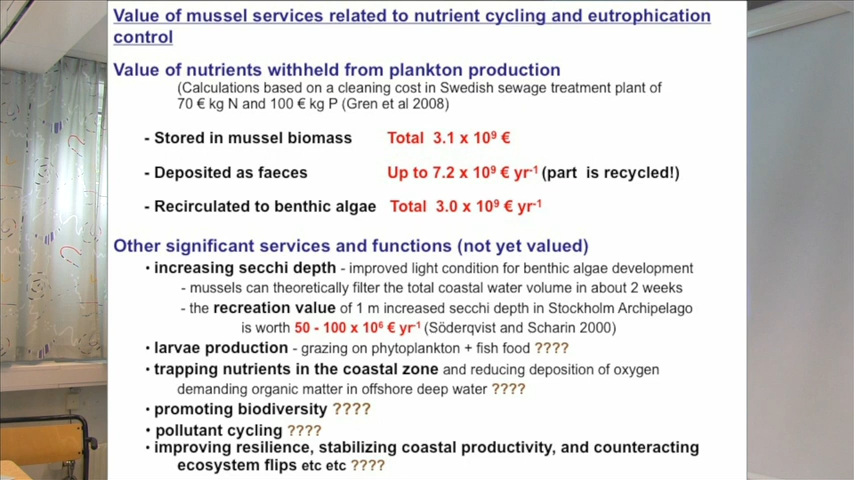 Value of mussel services related to nutrient cycling and eutrophication
control
Value of nutrients withheld from plankton production
(Calculations based on a cleaning cost in Swedish sewage treatment plant of
70 € kg N and 100 € kg P (Gren et al 2008)
- Stored in mussel biomass Total 3.1 x 10⁹ €
- Deposited as faeces Up to 7.2 x 10⁹ € yr⁻¹ (part is recycled!)
- Recirculated to benthic algae Total 3.0 x 10⁹ € yr⁻¹
Other significant services and functions (not yet valued)
• increasing secchi depth - improved light condition for benthic algae development
- mussels can theoretically filter the total coastal water volume in about 2 weeks
- the recreation value of 1 m increased secchi depth in Stockholm Archipelago
is worth 50 - 100 x 10⁶ € yr⁻¹ (Söderqvist and Scharin 2000)
• larvae production - grazing on phytoplankton + fish food ????
• trapping nutrients in the coastal zone and reducing deposition of oxygen
demanding organic matter in offshore deep water ????
• promoting biodiversity ????
• pollutant cycling ????
• improving resilience, stabilizing coastal productivity, and counteracting
ecosystem flips etc etc ????